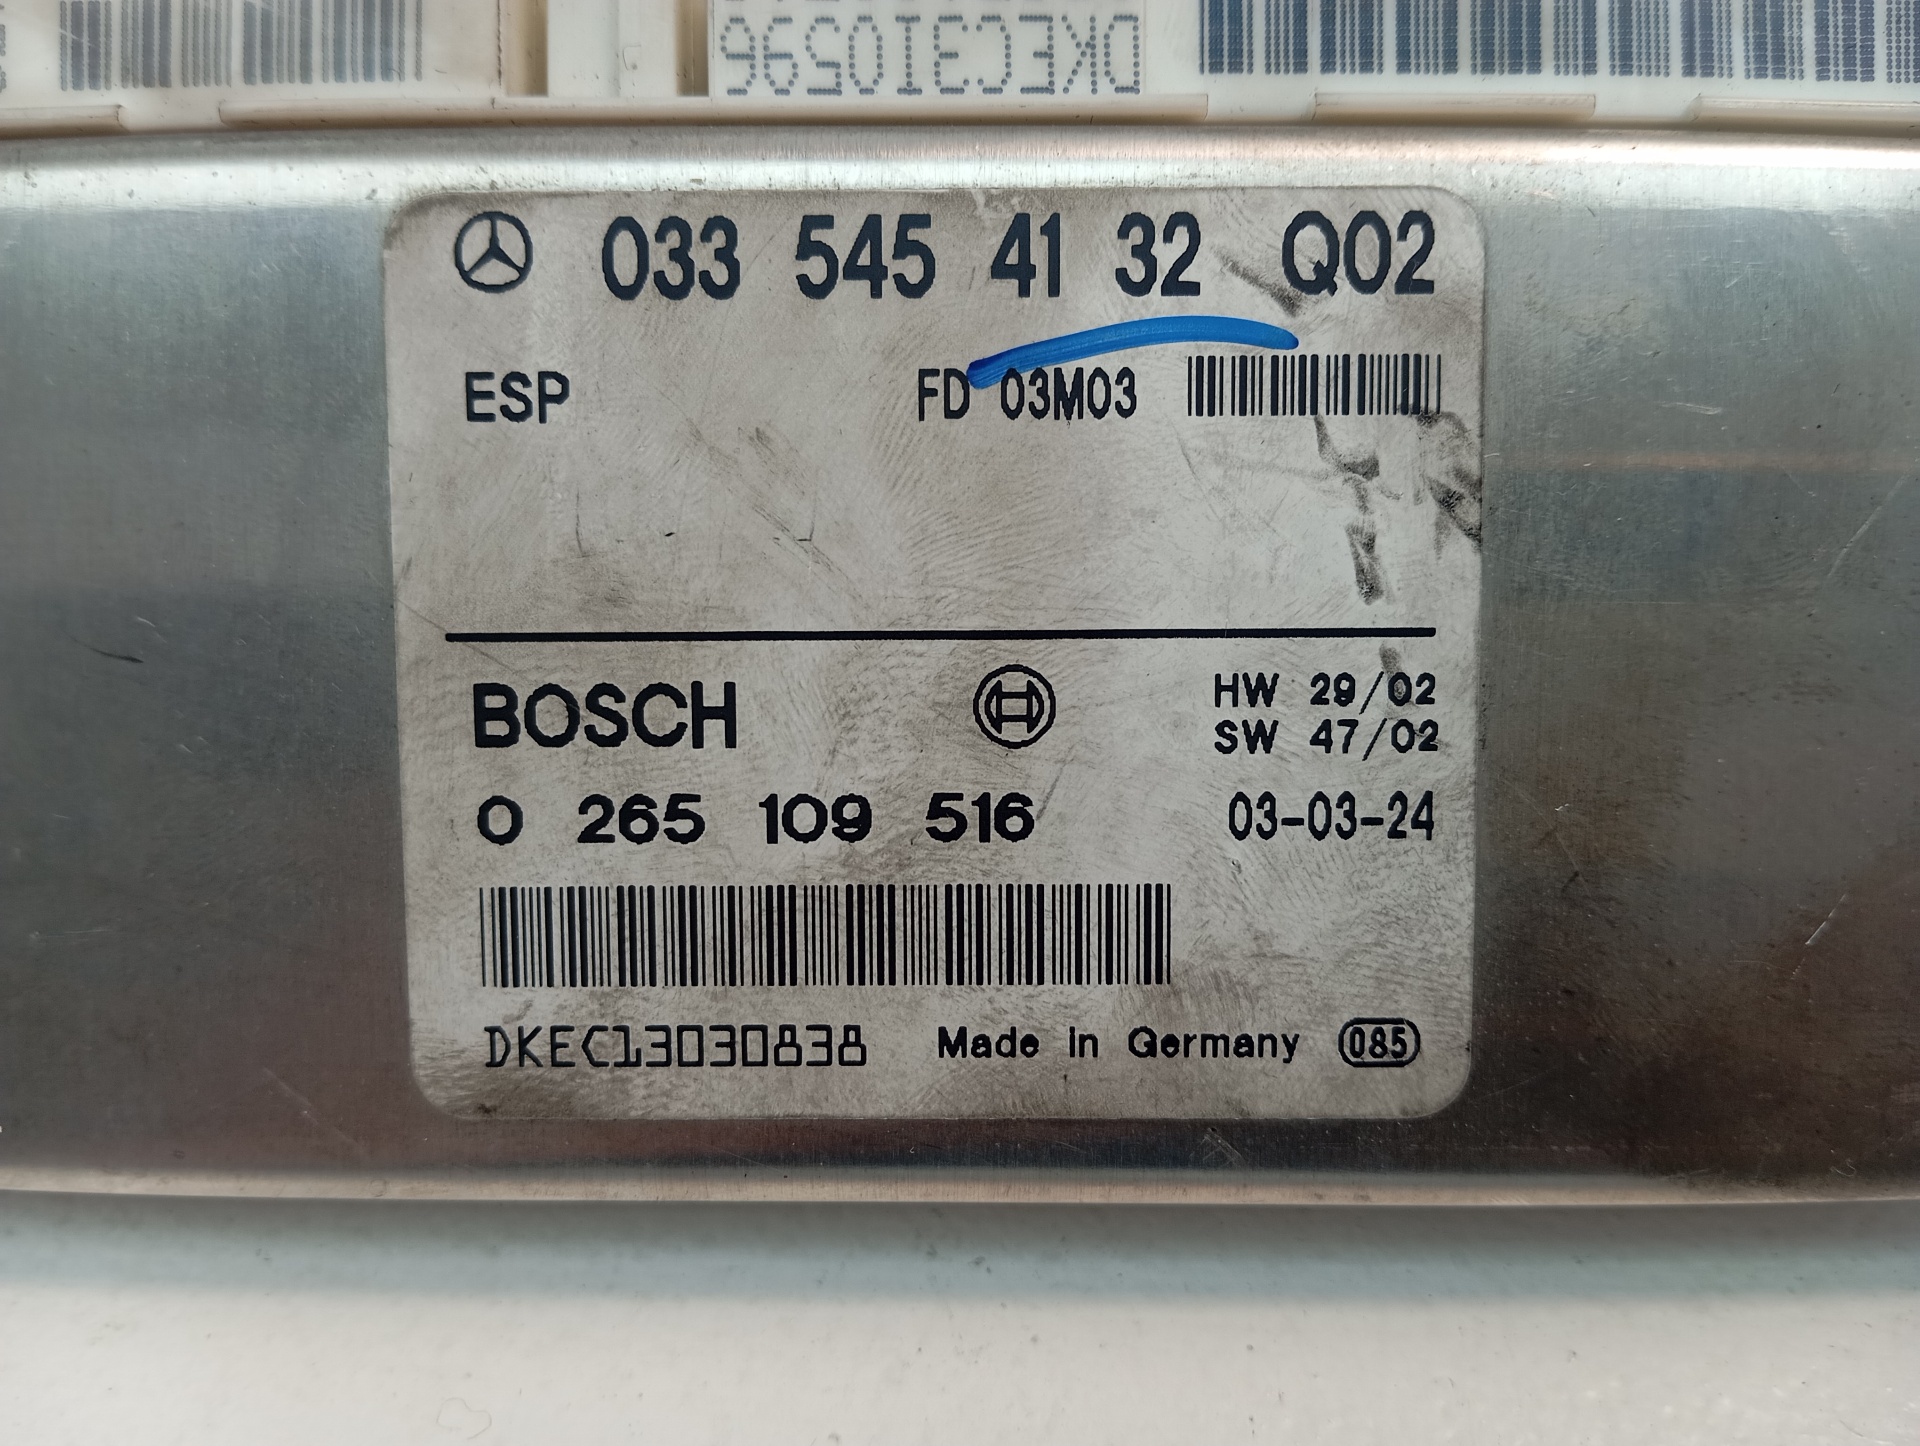 DKEC310596
033 545 41 32 Q02
ESP FD 03M03
BOSCH HW 29/02
SW 47/02
0 265 109 516 03-03-24
DKEC13030838 Made in Germany 085